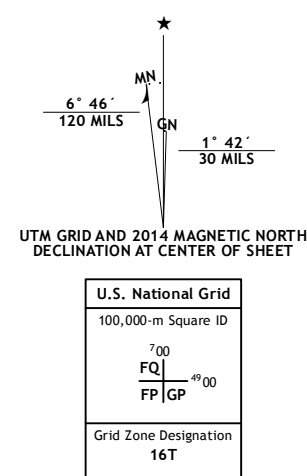 ★
MN
GN
6° 46´
120 MILS
1° 42´
30 MILS
UTM GRID AND 2014 MAGNETIC NORTH
DECLINATION AT CENTER OF SHEET
U.S. National Grid
100,000-m Square ID
700
FQ
4900
FP GP
Grid Zone Designation
16T